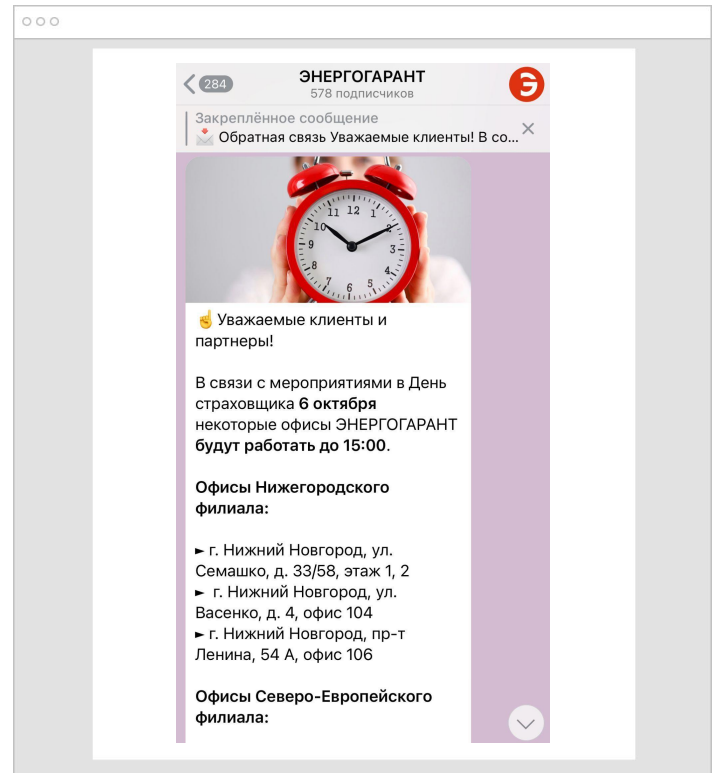 284
ЭНЕРГОГАРАНТ
578 подписчиков
Э
Закреплённое сообщение
📩 Обратная связь Уважаемые клиенты! В со...
11 12 1
10 2
9 3
8 4
7 6 5
☝️Уважаемые клиенты и
партнеры!
В связи с мероприятиями в День
страховщика 6 октября
некоторые офисы ЭНЕРГОГАРАНТ
будут работать до 15:00.
Офисы Нижегородского
филиала:
► г. Нижний Новгород, ул.
Семашко, д. 33/58, этаж 1, 2
► г. Нижний Новгород, ул.
Васенко, д. 4, офис 104
► г. Нижний Новгород, пр-т
Ленина, 54 А, офис 106
Офисы Северо-Европейского
филиала: